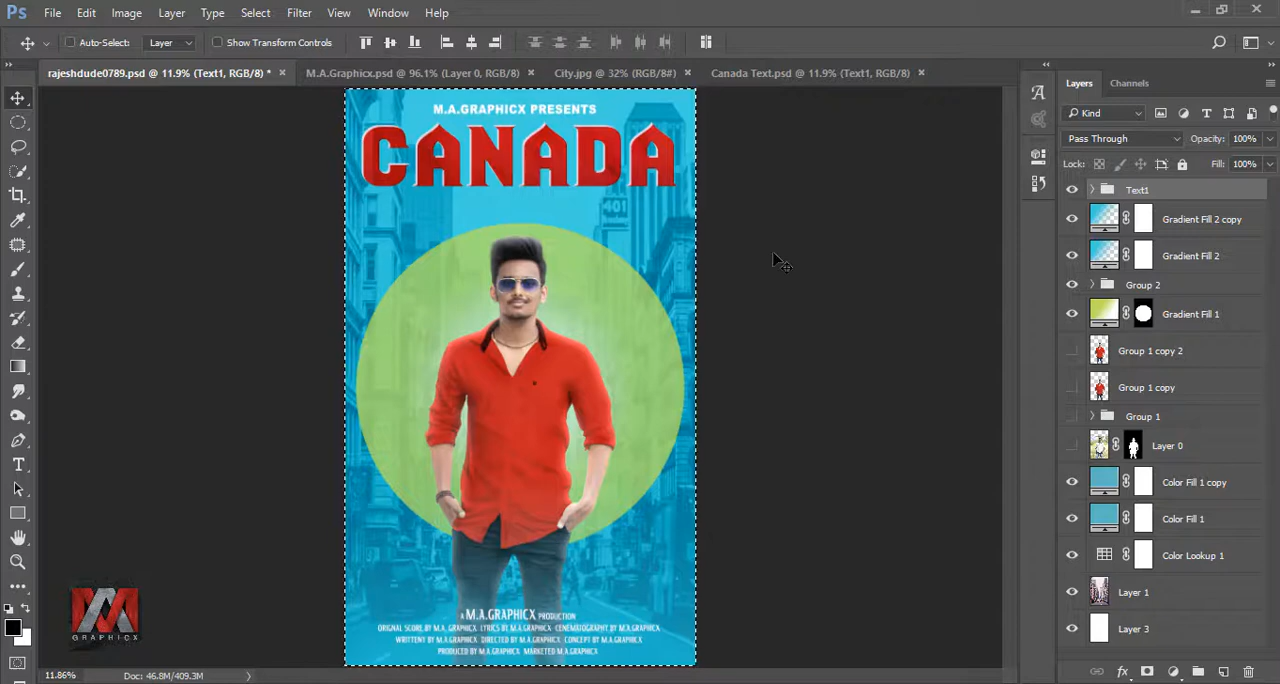 Ps File Edit Image Layer Type Select Filter View Window Help
Auto-Select: Layer Show Transform Controls
rajeshdude0789.psd @ 11.9% (Text1, RGB/8) * × M.A.Graphicx.psd @ 96.1% (Layer 0, RGB/8) × City.jpg @ 32% (RGB/8#) × Canada Text.psd @ 11.9% (Text1, RGB/8) ×
Layers Channels
Kind
Pass Through Opacity: 100%
Lock: Fill: 100%
Text1
Gradient Fill 2 copy
Gradient Fill 2
Group 2
Gradient Fill 1
Group 1 copy 2
Group 1 copy
Group 1
Layer 0
Color Fill 1 copy
Color Fill 1
Color Lookup 1
Layer 1
Layer 3
M.A.GRAPHICX PRESENTS
CANADA
401
A M.A.GRAPHICX PRODUCTION
ORIGNAL SCORE BY M.A. GRAPHICX LYRICS BY M.A. GRAPHICX CENEMATOGRAPHY BY M.A.GRAPHICX
WRITTENT BY M.A.GRAPHICX DIRECTED BY M.A.GRAPHICX CONCEPT BY M.A.GRAPHICX
PRODUCED BY M.A.GRAPHICX MARKETED M.A.GRAPHICX
MA
GRAPHICX
11.86% Doc: 46.8M/409.3M